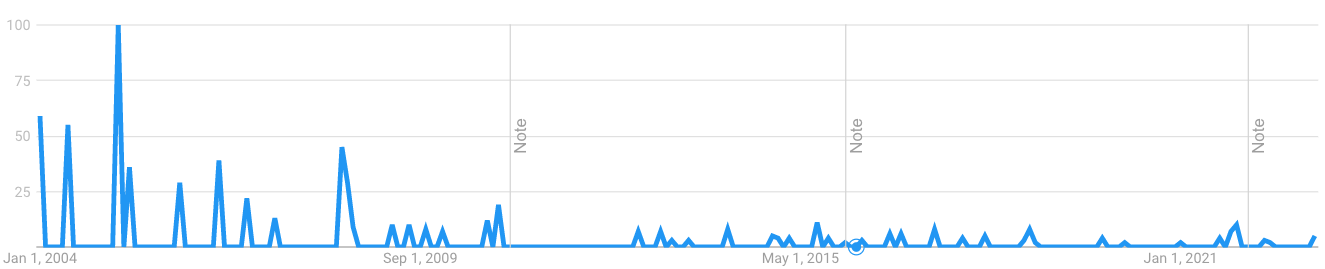 100
75
50
25
Note
Note
Note
Jan 1, 2004
Sep 1, 2009
May 1, 2015
Jan 1, 2021